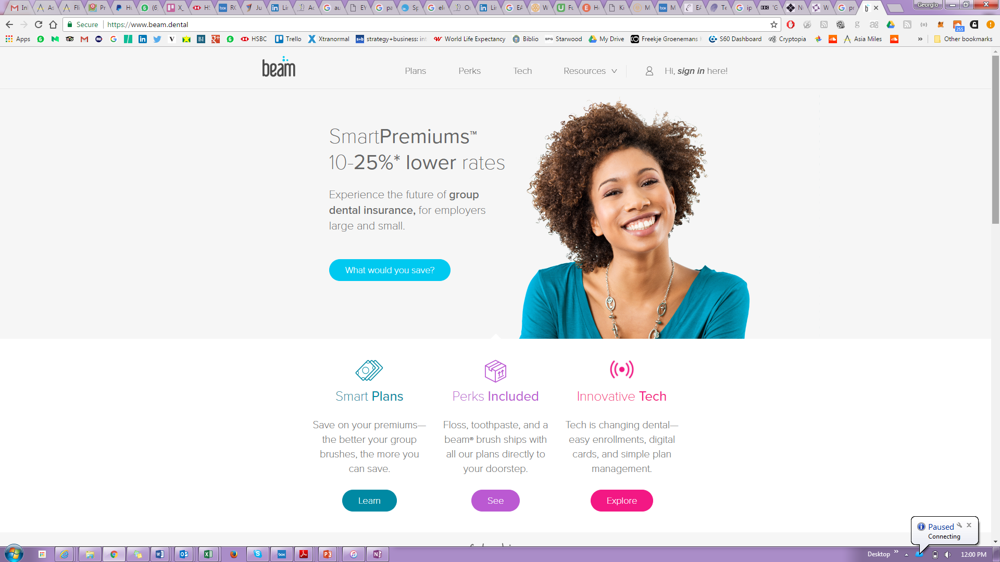 Georgio
Secure https://www.beam.dental
255
Apps
HSBC
Trello
Xtranormal
strategy+business: int
World Life Expectancy
Biblio
SPG Starwood
My Drive
Freekje Groenemans
S60 Dashboard
Cryptopia
Asia Miles
» Other bookmarks
beam
Plans
Perks
Tech
Resources
Hi, sign in here!
SmartPremiums™
10-25%* lower rates
Experience the future of group
dental insurance, for employers
large and small.
What would you save?
Smart Plans
Save on your premiums—
the better your group
brushes, the more you
can save.
Learn
Perks Included
Floss, toothpaste, and a
beam® brush ships with
all our plans directly to
your doorstep.
See
Innovative Tech
Tech is changing dental—
easy enrollments, digital
cards, and simple plan
management.
Explore
Paused
Connecting
Desktop »
12:00 PM